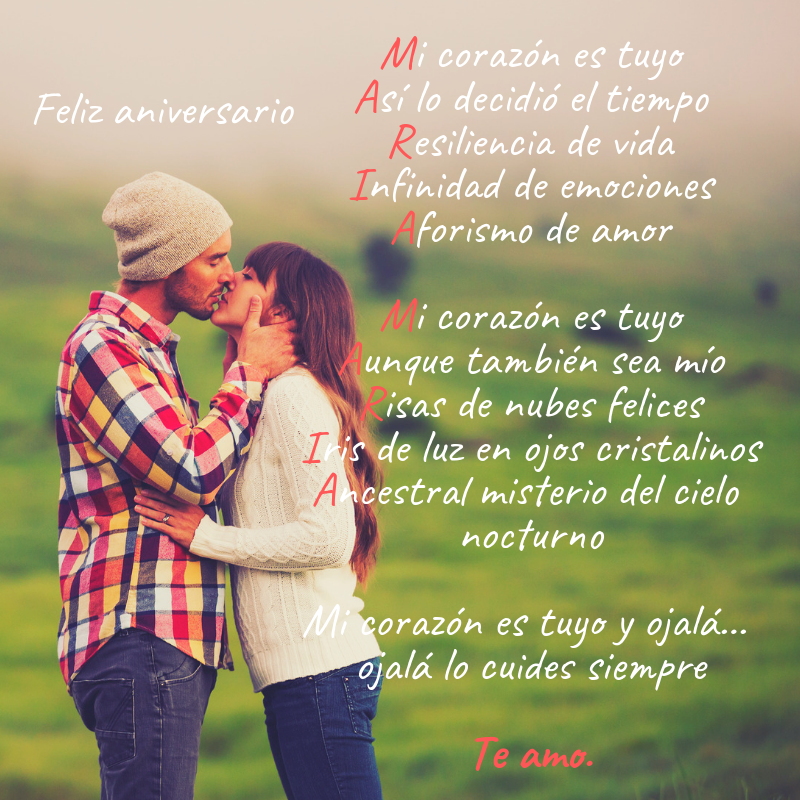 Feliz aniversario
Mi corazón es tuyo
Así lo decidió el tiempo
Resiliencia de vida
Infinidad de emociones
Aforismo de amor
Mi corazón es tuyo
Aunque también sea mío
Risas de nubes felices
Iris de luz en ojos cristalinos
Ancestral misterio del cielo
nocturno
Mi corazón es tuyo y ojalá...
ojalá lo cuides siempre
Te amo.